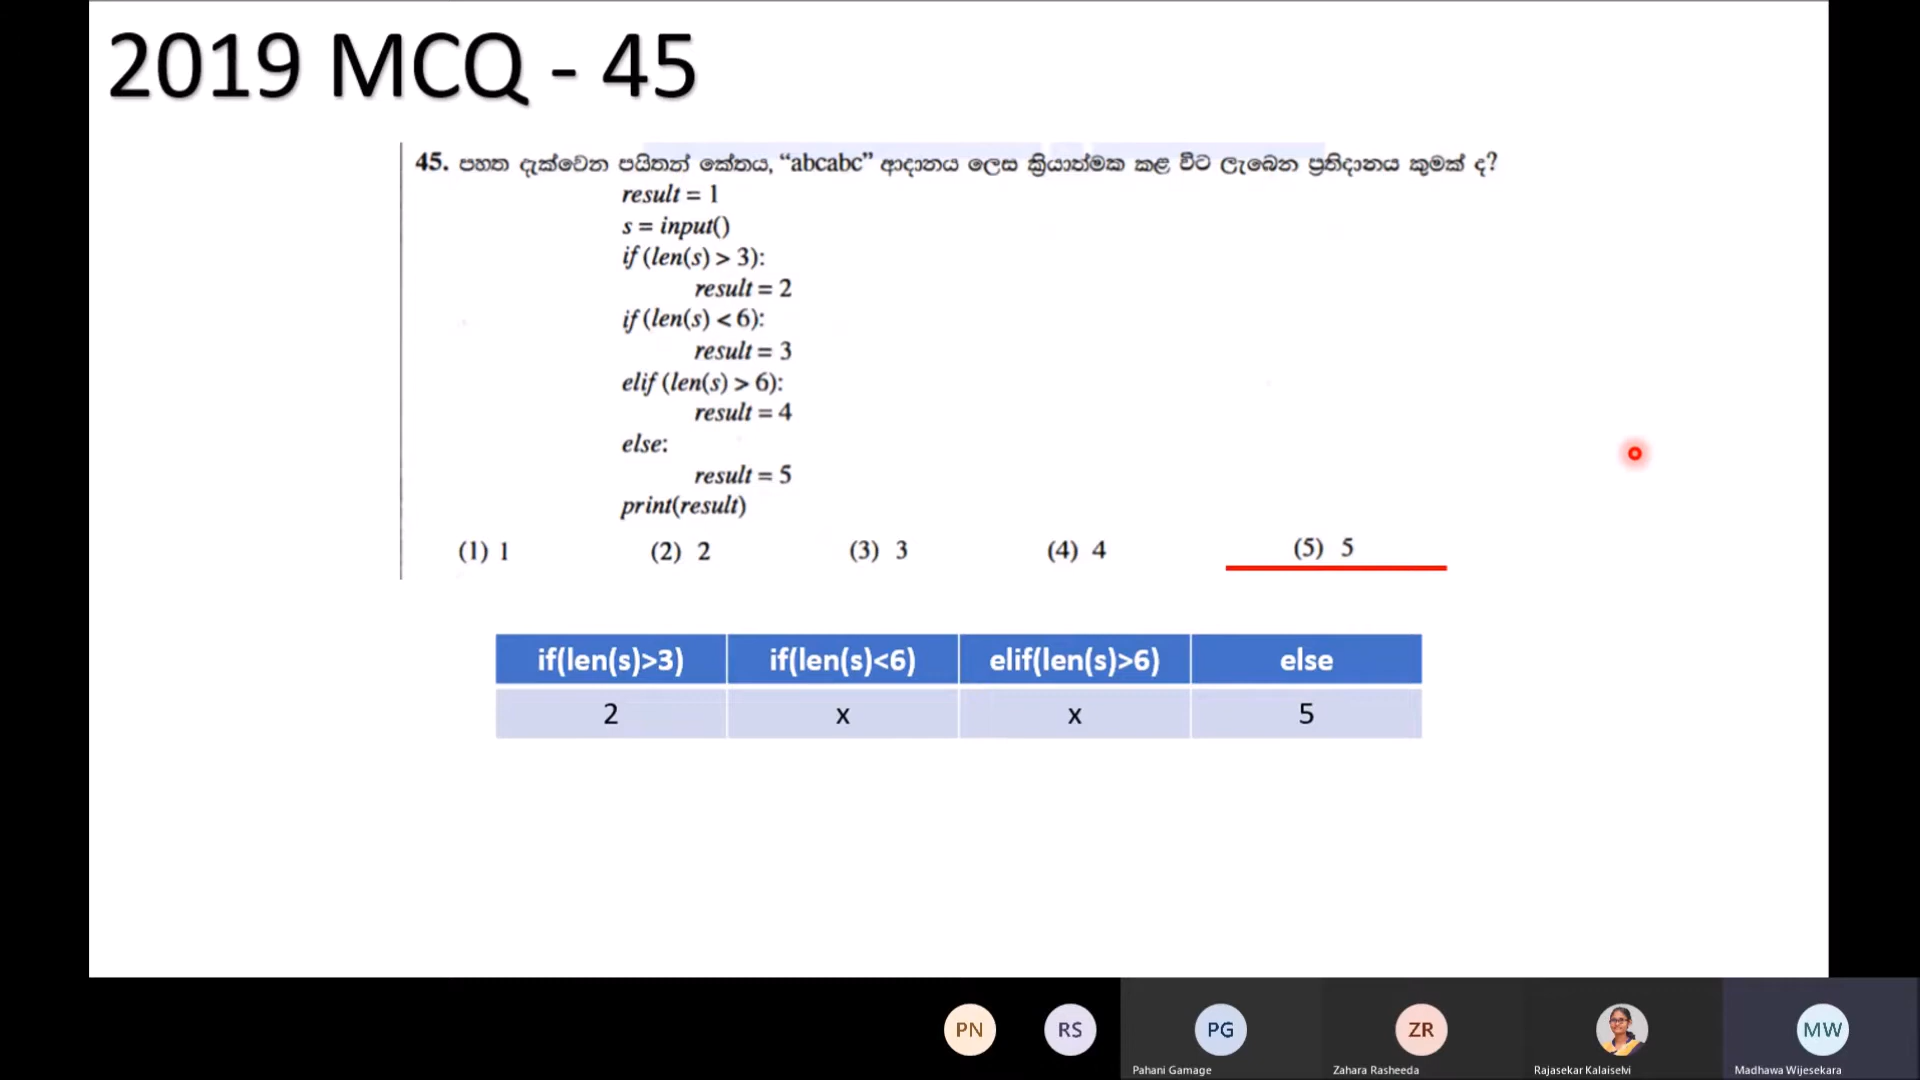 2019 MCQ - 45
45. පහත දැක්වෙන පයිතන් කේතය, “abcabc” ආදානය ලෙස ක්‍රියාත්මක කළ විට ලැබෙන ප්‍රතිදානය කුමක් ද?
result = 1
s = input()
if (len(s) > 3):
result = 2
if (len(s) < 6):
result = 3
elif (len(s) > 6):
result = 4
else:
result = 5
print(result)
(1) 1 (2) 2 (3) 3 (4) 4 (5) 5
if(len(s)>3) if(len(s)<6) elif(len(s)>6) else
2 x x 5
PN RS PG ZR MW
Pahani Gamage Zahara Rasheeda Rajasekar Kalaiselvi Madhawa Wijesekara